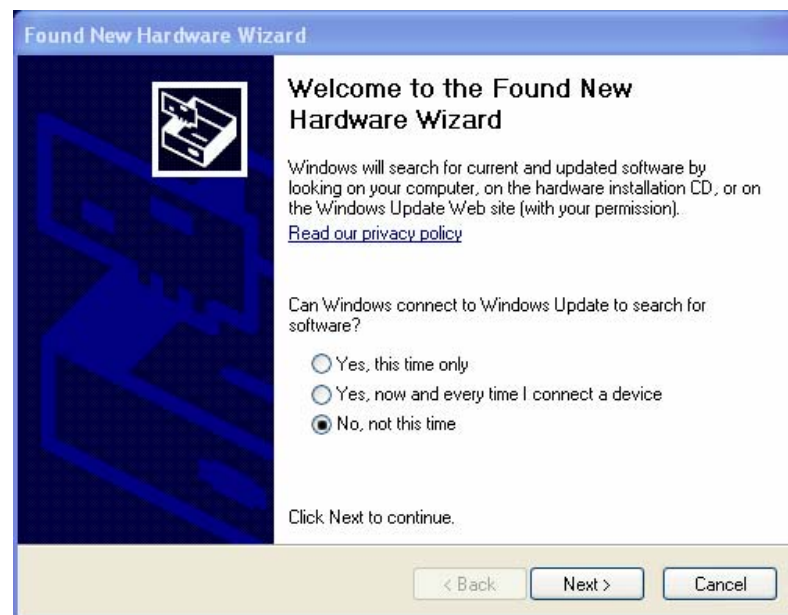 Found New Hardware Wizard
Welcome to the Found New
Hardware Wizard
Windows will search for current and updated software by
looking on your computer, on the hardware installation CD, or on
the Windows Update Web site (with your permission).
Read our privacy policy
Can Windows connect to Windows Update to search for
software?
Yes, this time only
Yes, now and every time I connect a device
No, not this time
Click Next to continue.
< Back
Next >
Cancel